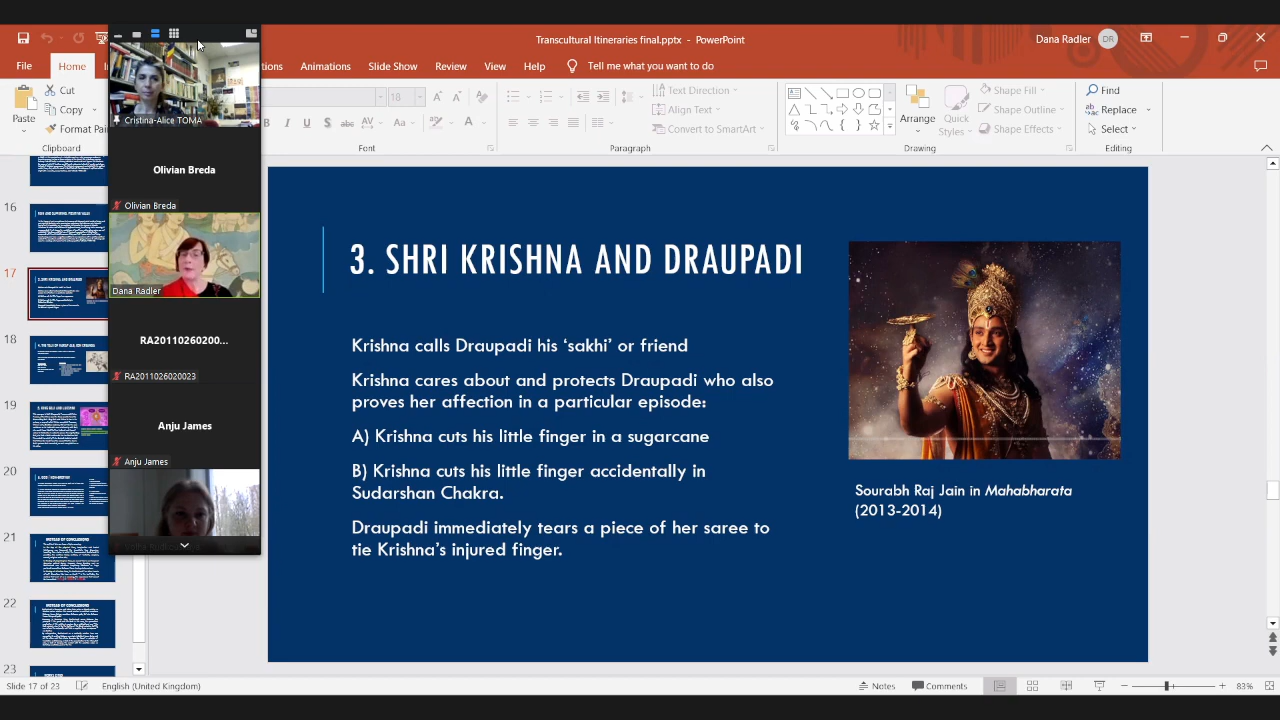 Transcultural Itineraries final.pptx - PowerPoint
Dana Radler
DR
File
Home
Animations
Slide Show
Review
View
Help
Tell me what you want to do
Paste
Cut
Copy
Format Pain
Clipboard
18
Font
Text Direction
Align Text
Convert to SmartArt
Paragraph
Arrange
Quick
Styles
Shape Fill
Shape Outline
Shape Effects
Drawing
Find
Replace
Select
Editing
Cristina-Alice TOMA
Olivian Breda
Olivian Breda
Dana Radler
RA20110260200...
RA2011026020023
Anju James
Anju James
16
17
18
19
20
21
22
23
3. SHRI KRISHNA AND DRAUPADI
Krishna calls Draupadi his ‘sakhi’ or friend
Krishna cares about and protects Draupadi who also
proves her affection in a particular episode:
A) Krishna cuts his little finger in a sugarcane
B) Krishna cuts his little finger accidentally in
Sudarshan Chakra.
Draupadi immediately tears a piece of her saree to
tie Krishna’s injured finger.
Sourabh Raj Jain in Mahabharata
(2013-2014)
Slide 17 of 23
English (United Kingdom)
Notes
Comments
83%